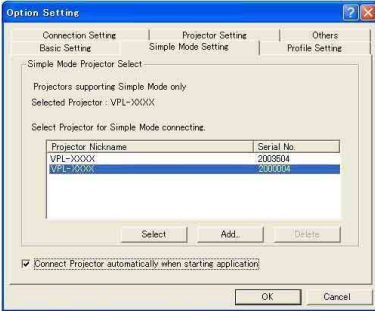 Option Setting
Connection Setting Projector Setting Others
Basic Setting Simple Mode Setting Profile Setting
Simple Mode Projector Select
Projectors supporting Simple Mode only
Selected Projector : VPL-XXXX
Select Projector for Simple Mode connecting.
Projector Nickname Serial No.
VPL-XXXX 2003504
VPL-XXXX 2000004
Select Add... Delete
Connect Projector automatically when starting application
OK Cancel